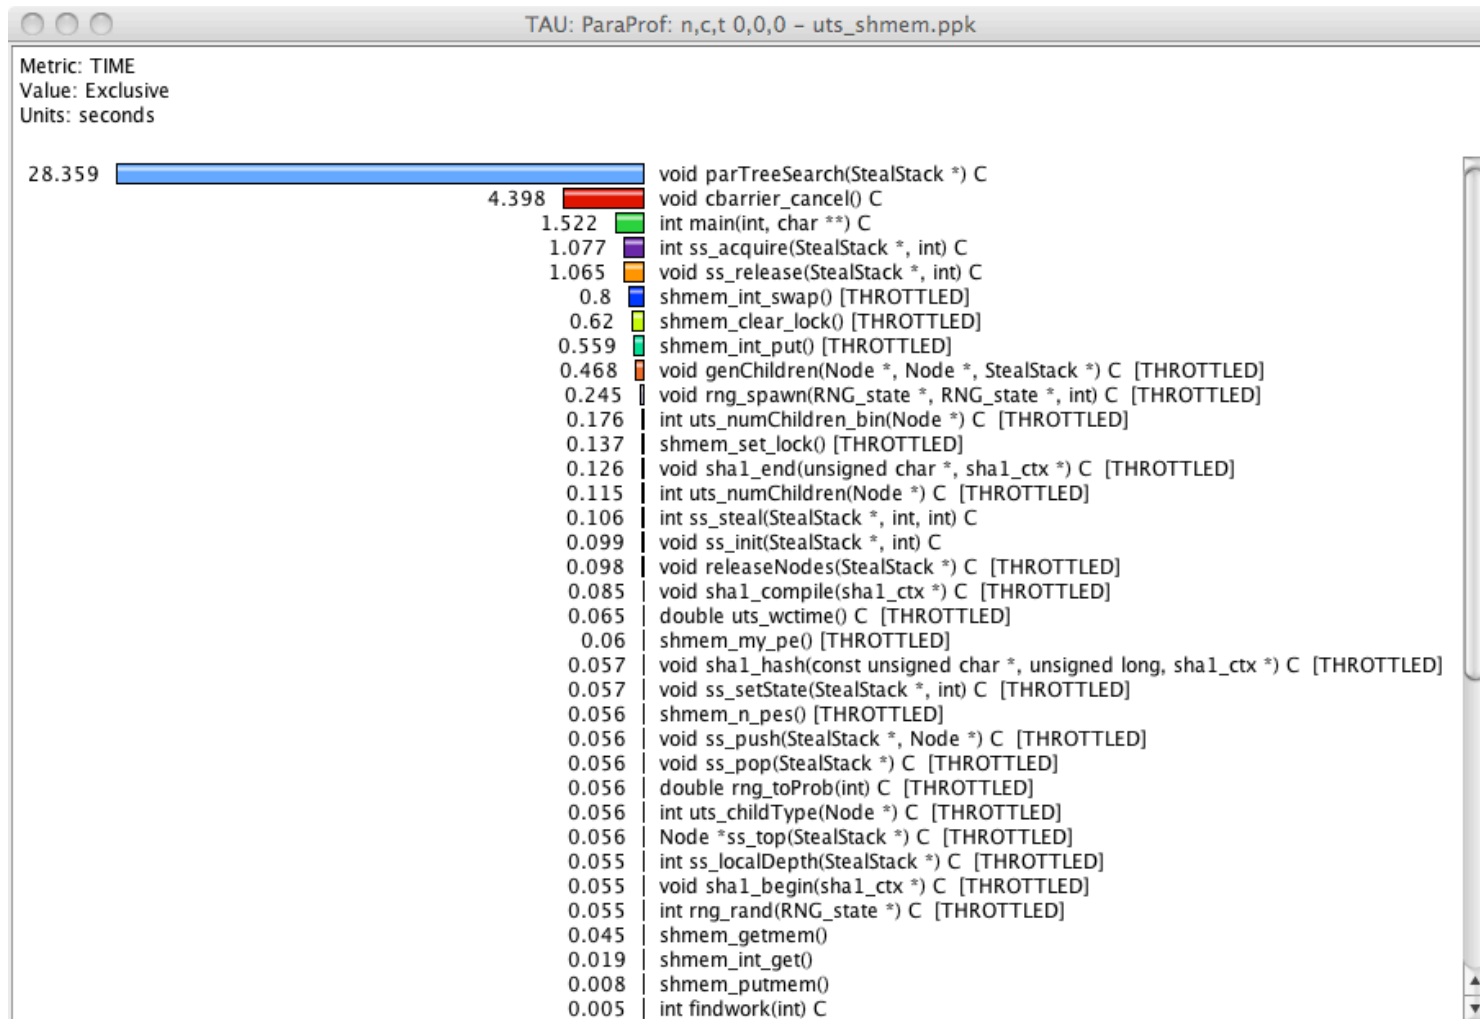 TAU: ParaProf: n,c,t 0,0,0 – uts_shmem.ppk
Metric: TIME
Value: Exclusive
Units: seconds
28.359 void parTreeSearch(StealStack *) C
4.398 void cbarrier_cancel() C
1.522 int main(int, char **) C
1.077 int ss_acquire(StealStack *, int) C
1.065 void ss_release(StealStack *, int) C
0.8 shmem_int_swap() [THROTTLED]
0.62 shmem_clear_lock() [THROTTLED]
0.559 shmem_int_put() [THROTTLED]
0.468 void genChildren(Node *, Node *, StealStack *) C [THROTTLED]
0.245 void rng_spawn(RNG_state *, RNG_state *, int) C [THROTTLED]
0.176 int uts_numChildren_bin(Node *) C [THROTTLED]
0.137 shmem_set_lock() [THROTTLED]
0.126 void sha1_end(unsigned char *, sha1_ctx *) C [THROTTLED]
0.115 int uts_numChildren(Node *) C [THROTTLED]
0.106 int ss_steal(StealStack *, int, int) C
0.099 void ss_init(StealStack *, int) C
0.098 void releaseNodes(StealStack *) C [THROTTLED]
0.085 void sha1_compile(sha1_ctx *) C [THROTTLED]
0.065 double uts_wctime() C [THROTTLED]
0.06 shmem_my_pe() [THROTTLED]
0.057 void sha1_hash(const unsigned char *, unsigned long, sha1_ctx *) C [THROTTLED]
0.057 void ss_setState(StealStack *, int) C [THROTTLED]
0.056 shmem_n_pes() [THROTTLED]
0.056 void ss_push(StealStack *, Node *) C [THROTTLED]
0.056 void ss_pop(StealStack *) C [THROTTLED]
0.056 double rng_toProb(int) C [THROTTLED]
0.056 int uts_childType(Node *) C [THROTTLED]
0.056 Node *ss_top(StealStack *) C [THROTTLED]
0.055 int ss_localDepth(StealStack *) C [THROTTLED]
0.055 void sha1_begin(sha1_ctx *) C [THROTTLED]
0.055 int rng_rand(RNG_state *) C [THROTTLED]
0.045 shmem_getmem()
0.019 shmem_int_get()
0.008 shmem_putmem()
0.005 int findwork(int) C